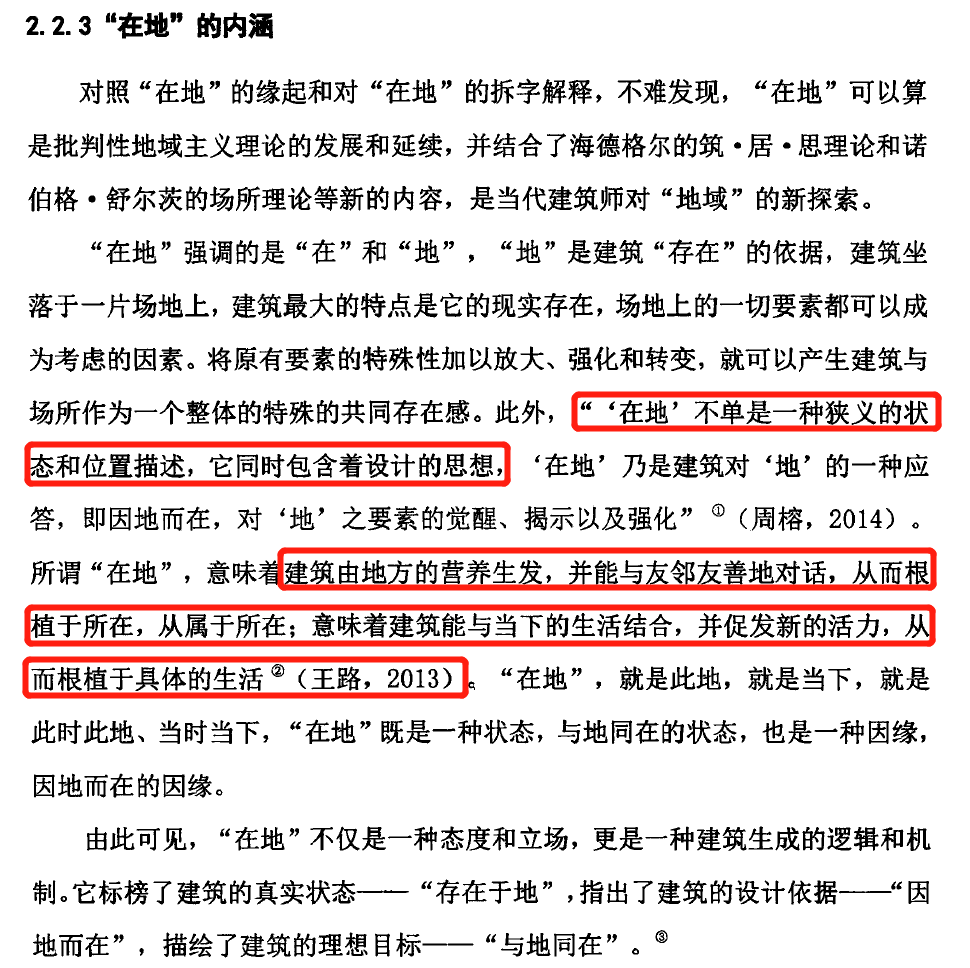 2.2.3“在地”的内涵
对照“在地”的缘起和对“在地”的拆字解释，不难发现，“在地”可以算
是批判性地域主义理论的发展和延续，并结合了海德格尔的筑·居·思理论和诺
伯格·舒尔茨的场所理论等新的内容，是当代建筑师对“地域”的新探索。
“在地”强调的是“在”和“地”，“地”是建筑“存在”的依据，建筑坐
落于一片场地上，建筑最大的特点是它的现实存在，场地上的一切要素都可以成
为考虑的因素。将原有要素的特殊性加以放大、强化和转变，就可以产生建筑与
场所作为一个整体的特殊的共同存在感。此外，“‘在地’不单是一种狭义的状
态和位置描述，它同时包含着设计的思想，‘在地’乃是建筑对‘地’的一种应
答，即因地而在，对‘地’之要素的觉醒、揭示以及强化”①（周榕，2014）。
所谓“在地”，意味着建筑由地方的营养生发，并能与友邻友善地对话，从而根
植于所在，从属于所在；意味着建筑能与当下的生活结合，并促发新的活力，从
而根植于具体的生活②（王路，2013）。“在地”，就是此地，就是当下，就是
此时此地、当时当下，“在地”既是一种状态，与地同在的状态，也是一种因缘，
因地而在的因缘。
由此可见，“在地”不仅是一种态度和立场，更是一种建筑生成的逻辑和机
制。它标榜了建筑的真实状态——“存在于地”，指出了建筑的设计依据——“因
地而在”，描绘了建筑的理想目标——“与地同在”。③